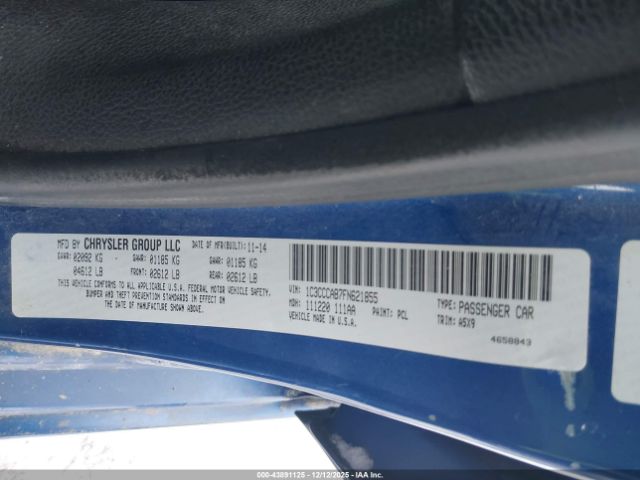 MFD BY CHRYSLER GROUP LLC DATE OF MFR(BUILT):11-14
GVWR: 02092 KG GAWR: 01185 KG GAWR: 01185 KG
04612 LB FRONT: 02612 LB REAR: 02612 LB
THIS VEHICLE CONFORMS TO ALL APPLICABLE U.S.A. FEDERAL MOTOR VEHICLE SAFETY,
BUMPER AND THEFT PREVENTION STANDARDS IN EFFECT ON THE
DATE OF MANUFACTURE SHOWN ABOVE.
VIN: 1C3CCCAB7FN621855 TYPE: PASSENGER CAR
MDH: 111220 111AA PAINT: PCL TRIM: A5X9
VEHICLE MADE IN U.S.A.
4658843
000-43891125 - 12/12/2025 - IAA Inc.